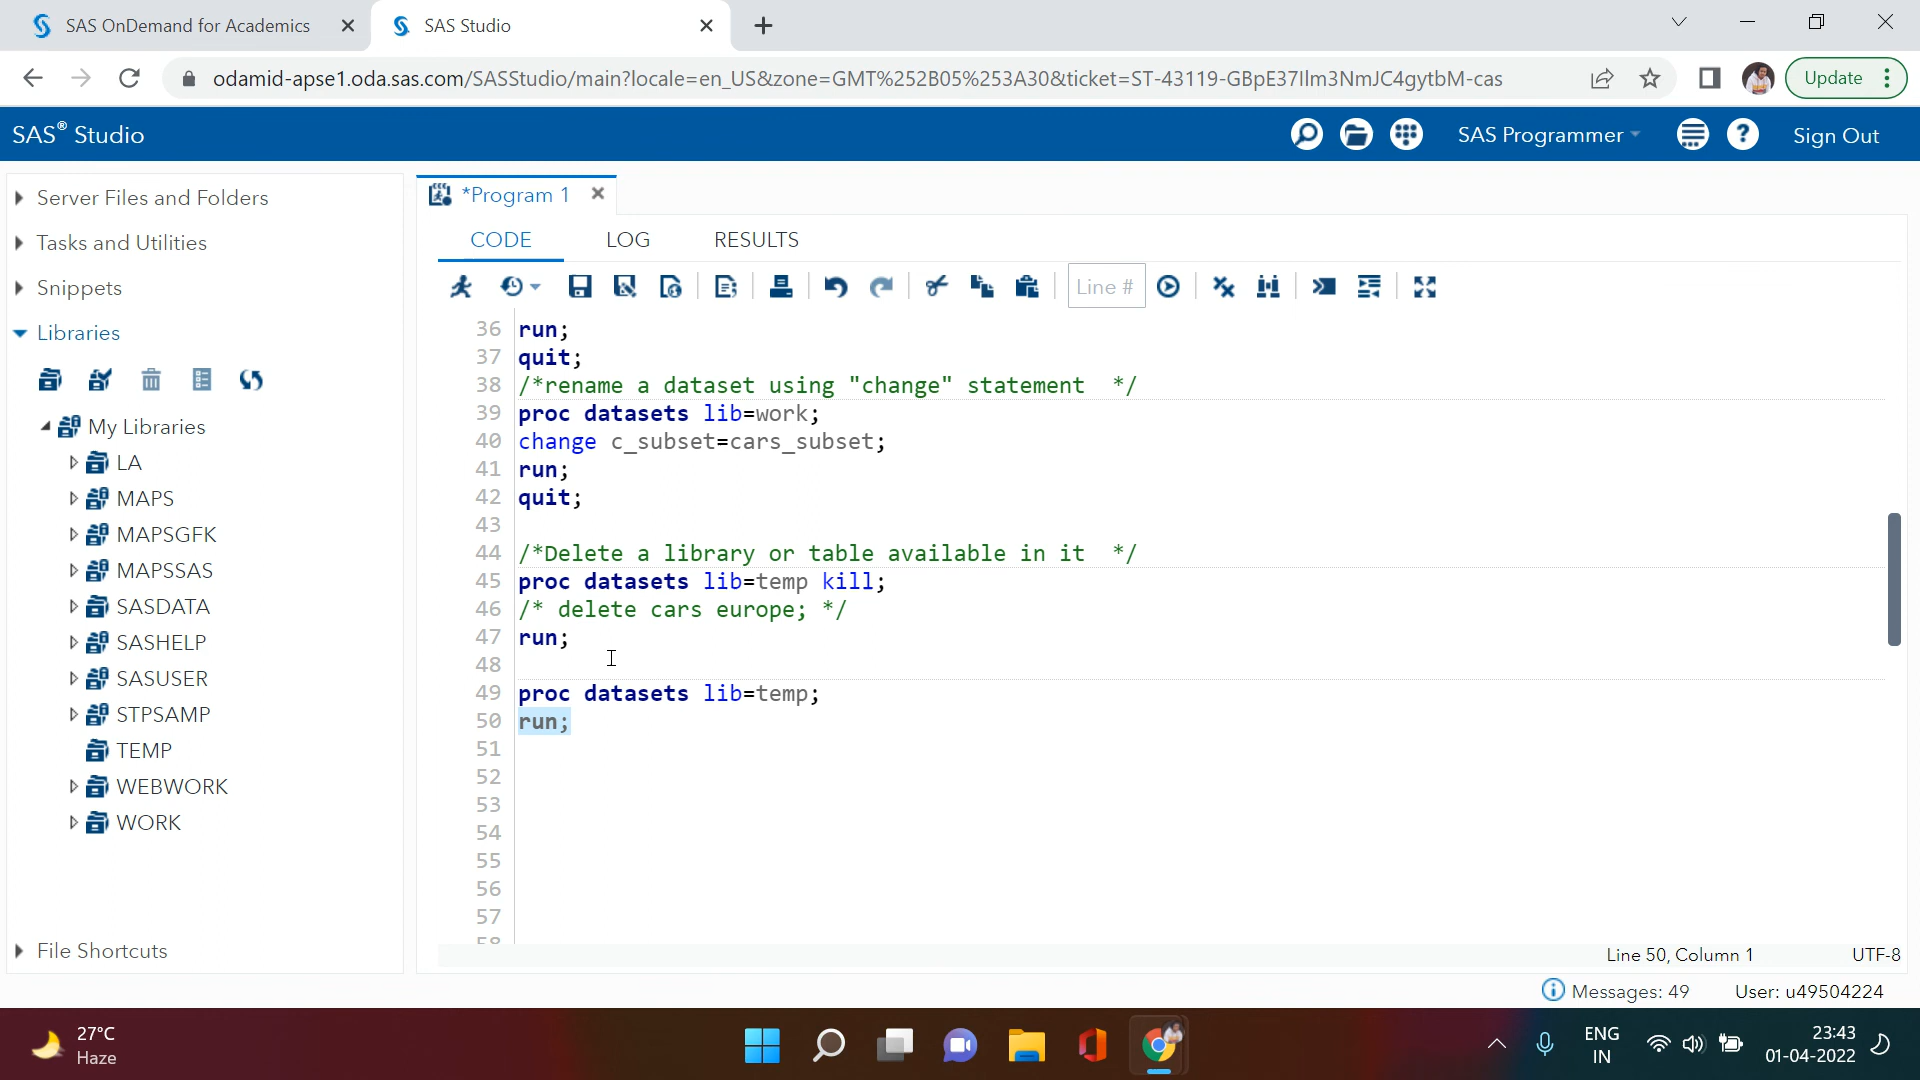 SAS OnDemand for Academics
SAS Studio
odamid-apse1.oda.sas.com/SASStudio/main?locale=en_US&zone=GMT%252B05%253A30&ticket=ST-43119-GBpE37Ilm3NmJC4gytbM-cas
Update
SAS® Studio
SAS Programmer
Sign Out
Server Files and Folders
Tasks and Utilities
Snippets
Libraries
My Libraries
LA
MAPS
MAPSGFK
MAPSSAS
SASDATA
SASHELP
SASUSER
STPSAMP
TEMP
WEBWORK
WORK
File Shortcuts
*Program 1
CODE LOG RESULTS
Line #
36 run;
37 quit;
38 /*rename a dataset using "change" statement */
39 proc datasets lib=work;
40 change c_subset=cars_subset;
41 run;
42 quit;
43
44 /*Delete a library or table available in it */
45 proc datasets lib=temp kill;
46 /* delete cars europe; */
47 run;
48
49 proc datasets lib=temp;
50 run;
51
52
53
54
55
56
57
58
Line 50, Column 1 UTF-8
Messages: 49 User: u49504224
27°C
Haze
ENG
IN
23:43
01-04-2022